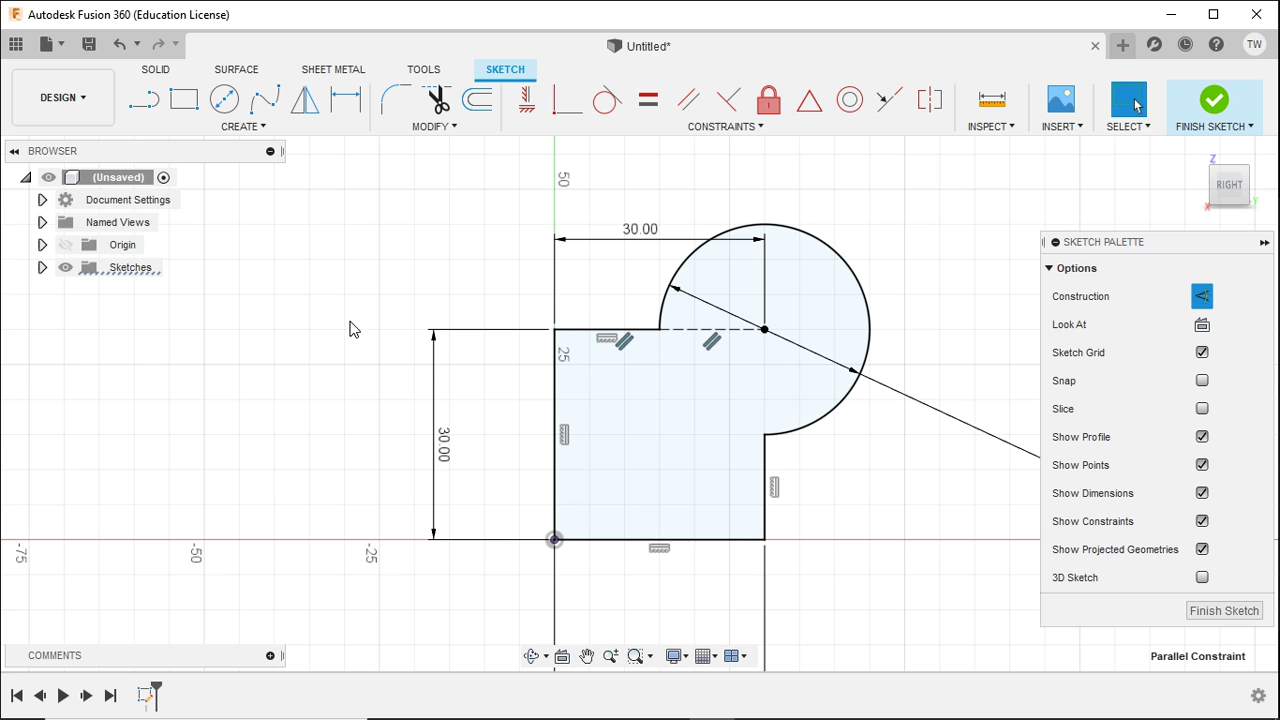 Autodesk Fusion 360 (Education License)
Untitled*
TW
DESIGN
SOLID SURFACE SHEET METAL TOOLS SKETCH
CREATE MODIFY CONSTRAINTS INSPECT INSERT SELECT FINISH SKETCH
BROWSER
(Unsaved)
Document Settings
Named Views
Origin
Sketches
RIGHT
Z
X
Y
50
30.00
25
30.00
-75
-50
-25
SKETCH PALETTE
Options
Construction
Look At
Sketch Grid
Snap
Slice
Show Profile
Show Points
Show Dimensions
Show Constraints
Show Projected Geometries
3D Sketch
Finish Sketch
COMMENTS
Parallel Constraint